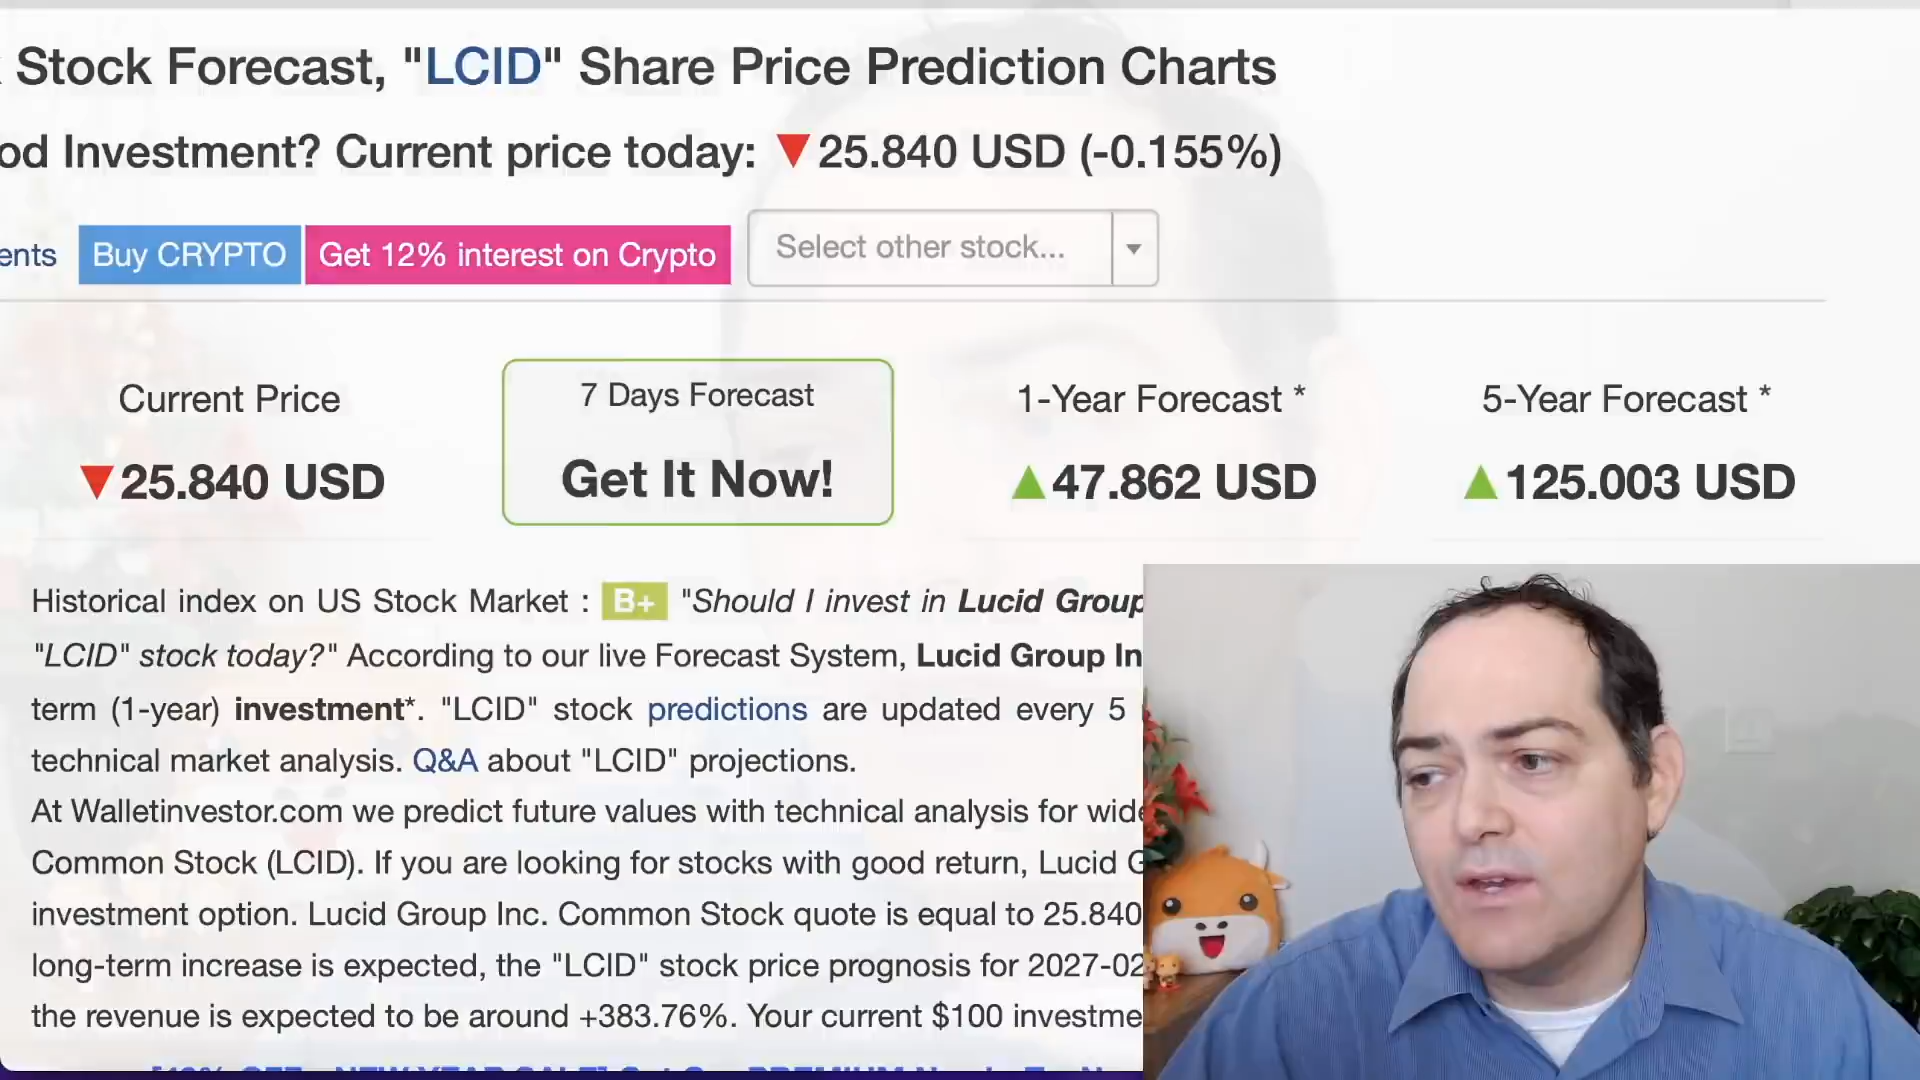 Stock Forecast, "LCID" Share Price Prediction Charts
od Investment? Current price today: ▼25.840 USD (-0.155%)
ents Buy CRYPTO Get 12% interest on Crypto Select other stock...
Current Price 7 Days Forecast 1-Year Forecast * 5-Year Forecast *
▼25.840 USD Get It Now! ▲47.862 USD ▲125.003 USD
Historical index on US Stock Market : B+ "Should I invest in Lucid Group
"LCID" stock today?" According to our live Forecast System, Lucid Group In
term (1-year) investment*. "LCID" stock predictions are updated every 5
technical market analysis. Q&A about "LCID" projections.
At Walletinvestor.com we predict future values with technical analysis for wide
Common Stock (LCID). If you are looking for stocks with good return, Lucid G
investment option. Lucid Group Inc. Common Stock quote is equal to 25.840
long-term increase is expected, the "LCID" stock price prognosis for 2027-02
the revenue is expected to be around +383.76%. Your current $100 investme